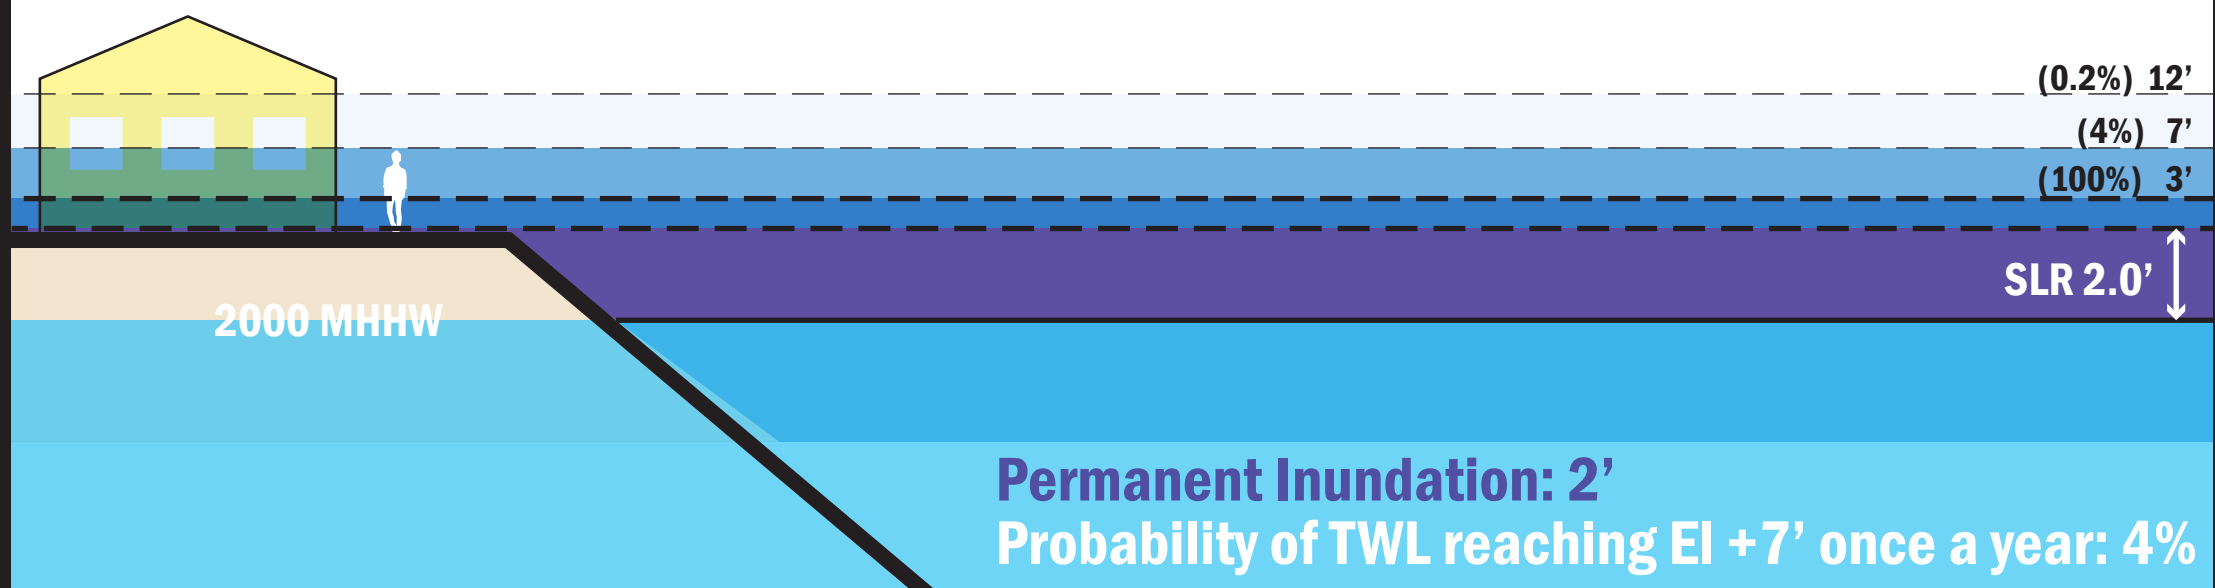 (0.2%) 12’
(4%) 7’
(100%) 3’
SLR 2.0’
2000 MHHW
Permanent Inundation: 2’
Probability of TWL reaching El +7’ once a year: 4%